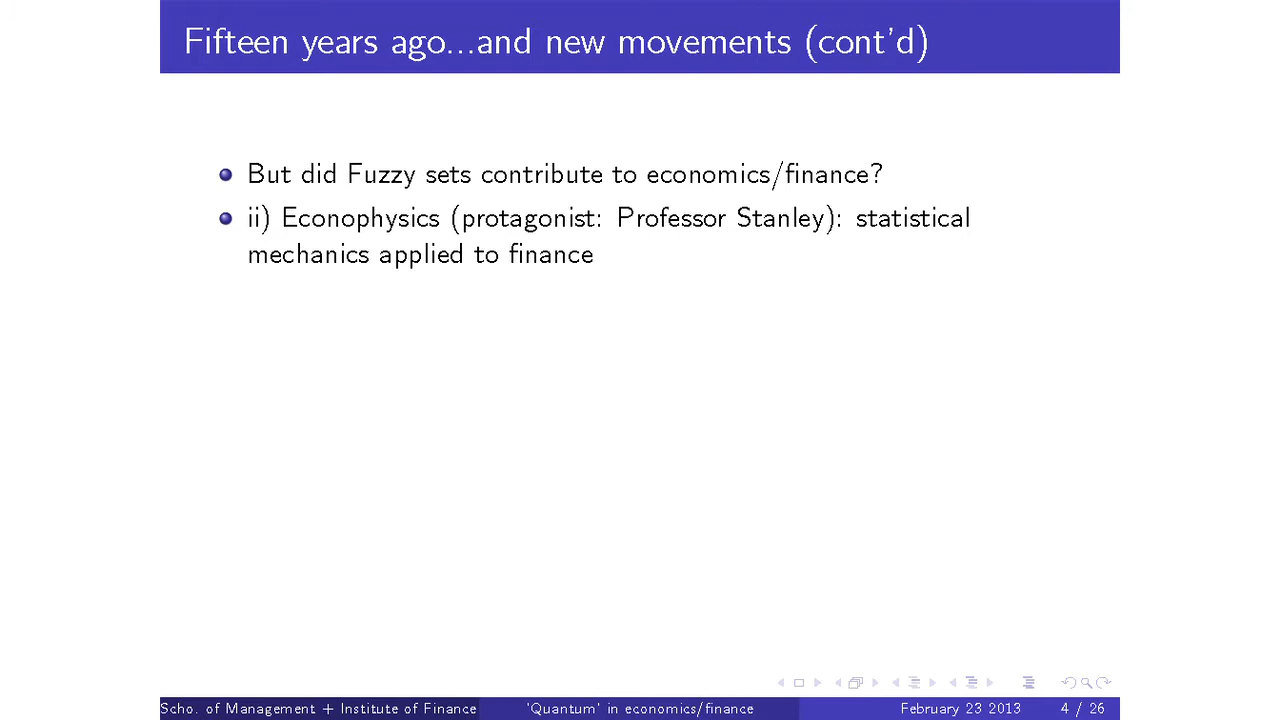 Fifteen years ago...and new movements (cont'd)
But did Fuzzy sets contribute to economics/finance?
ii) Econophysics (protagonist: Professor Stanley): statistical
mechanics applied to finance
Scho. of Management + Institute of Finance 'Quantum' in economics/finance February 23 2013 4 / 26